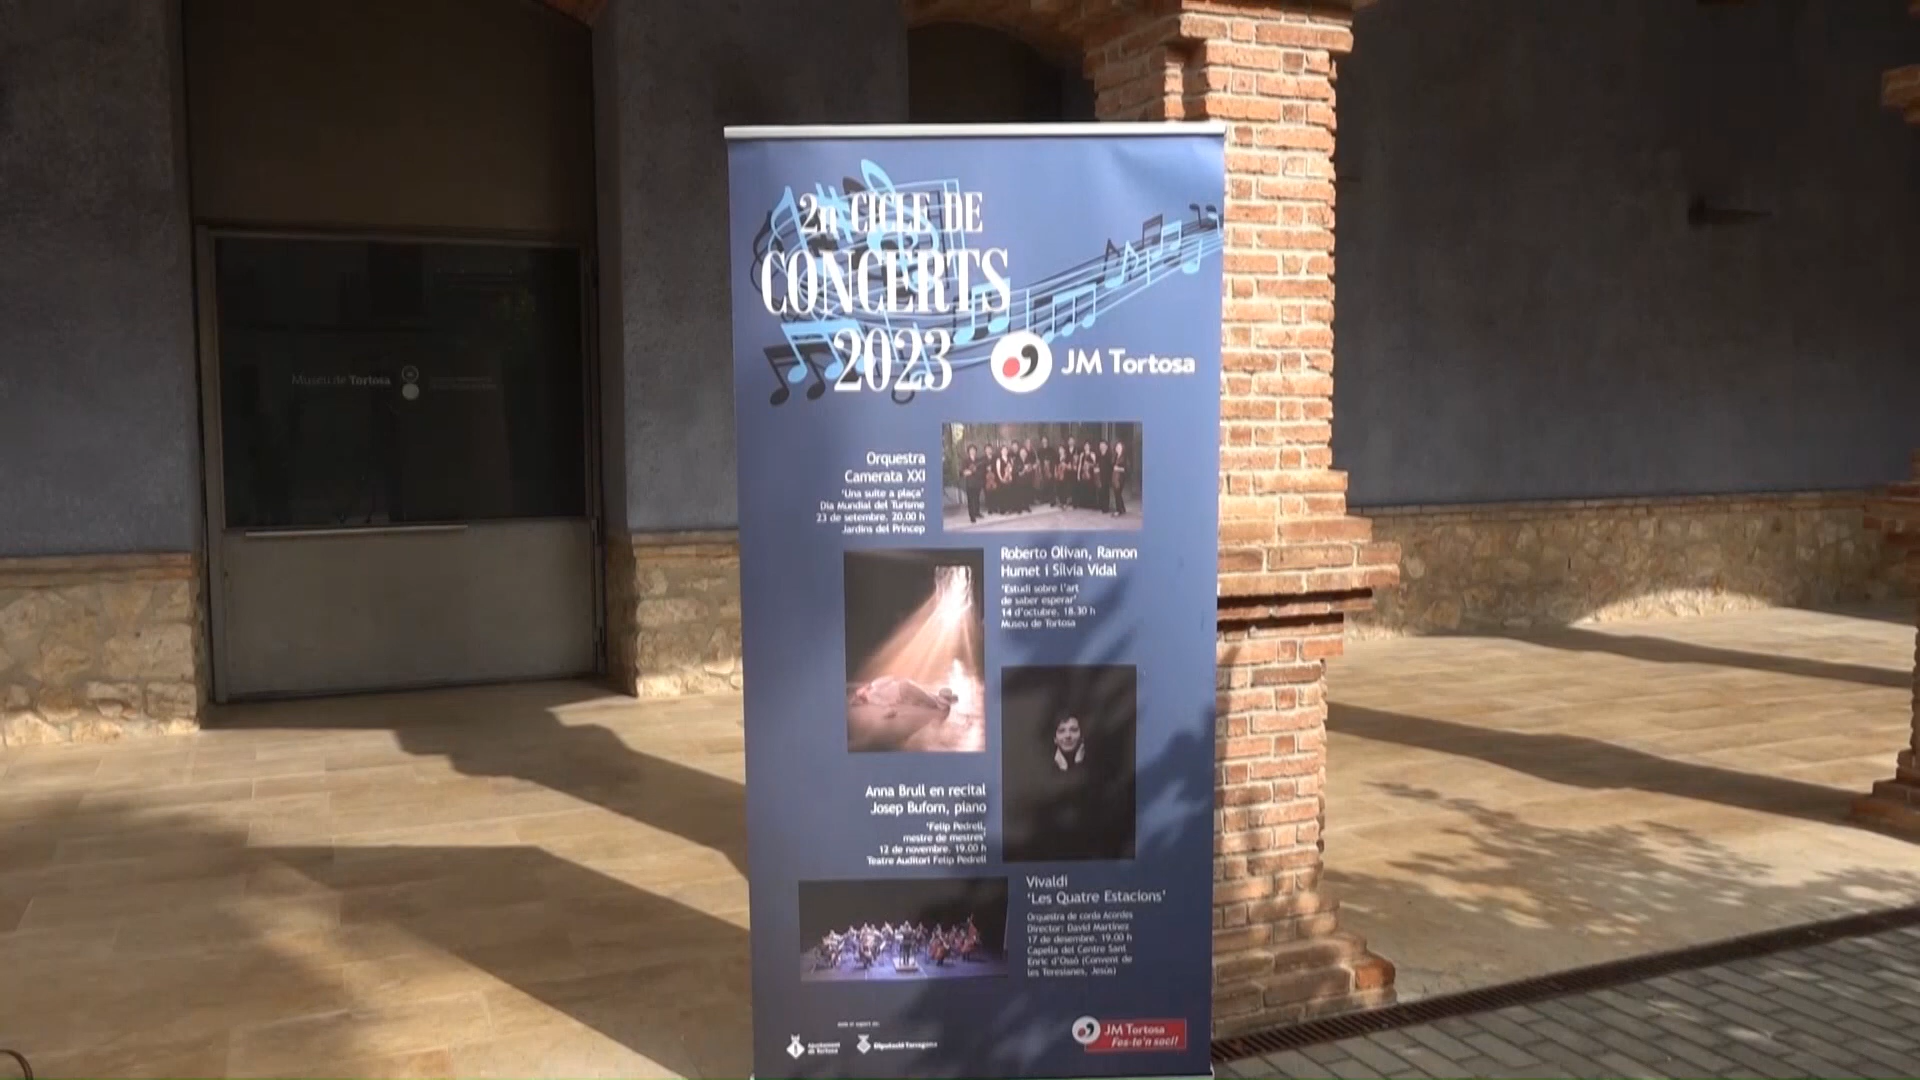 Museu de Tortosa
2n CICLE DE
CONCERTS
2023
JM Tortosa
Orquestra
Camerata XXI
'Una suite a plaça'
Dia Mundial del Turisme
23 de setembre. 20.00 h
Jardins del Príncep
Roberto Olivan, Ramon
Humet i Sílvia Vidal
'Estudi sobre l'art
de saber esperar'
14 d'octubre. 18.30 h
Museu de Tortosa
Anna Brull en recital
Josep Buforn, piano
'Felip Pedrell,
mestre de mestres'
12 de novembre. 19.00 h
Teatre Auditori Felip Pedrell
Vivaldi
'Les Quatre Estacions'
Orquestra de corda Acordes
Director: David Martínez
17 de desembre. 19.00 h
Capella del Centre Sant
Enric d'Ossó (Convent de
les Teresianes, Jesús)
Ajuntament
de Tortosa
Diputació Tarragona
JM Tortosa
Fes-te'n soci!